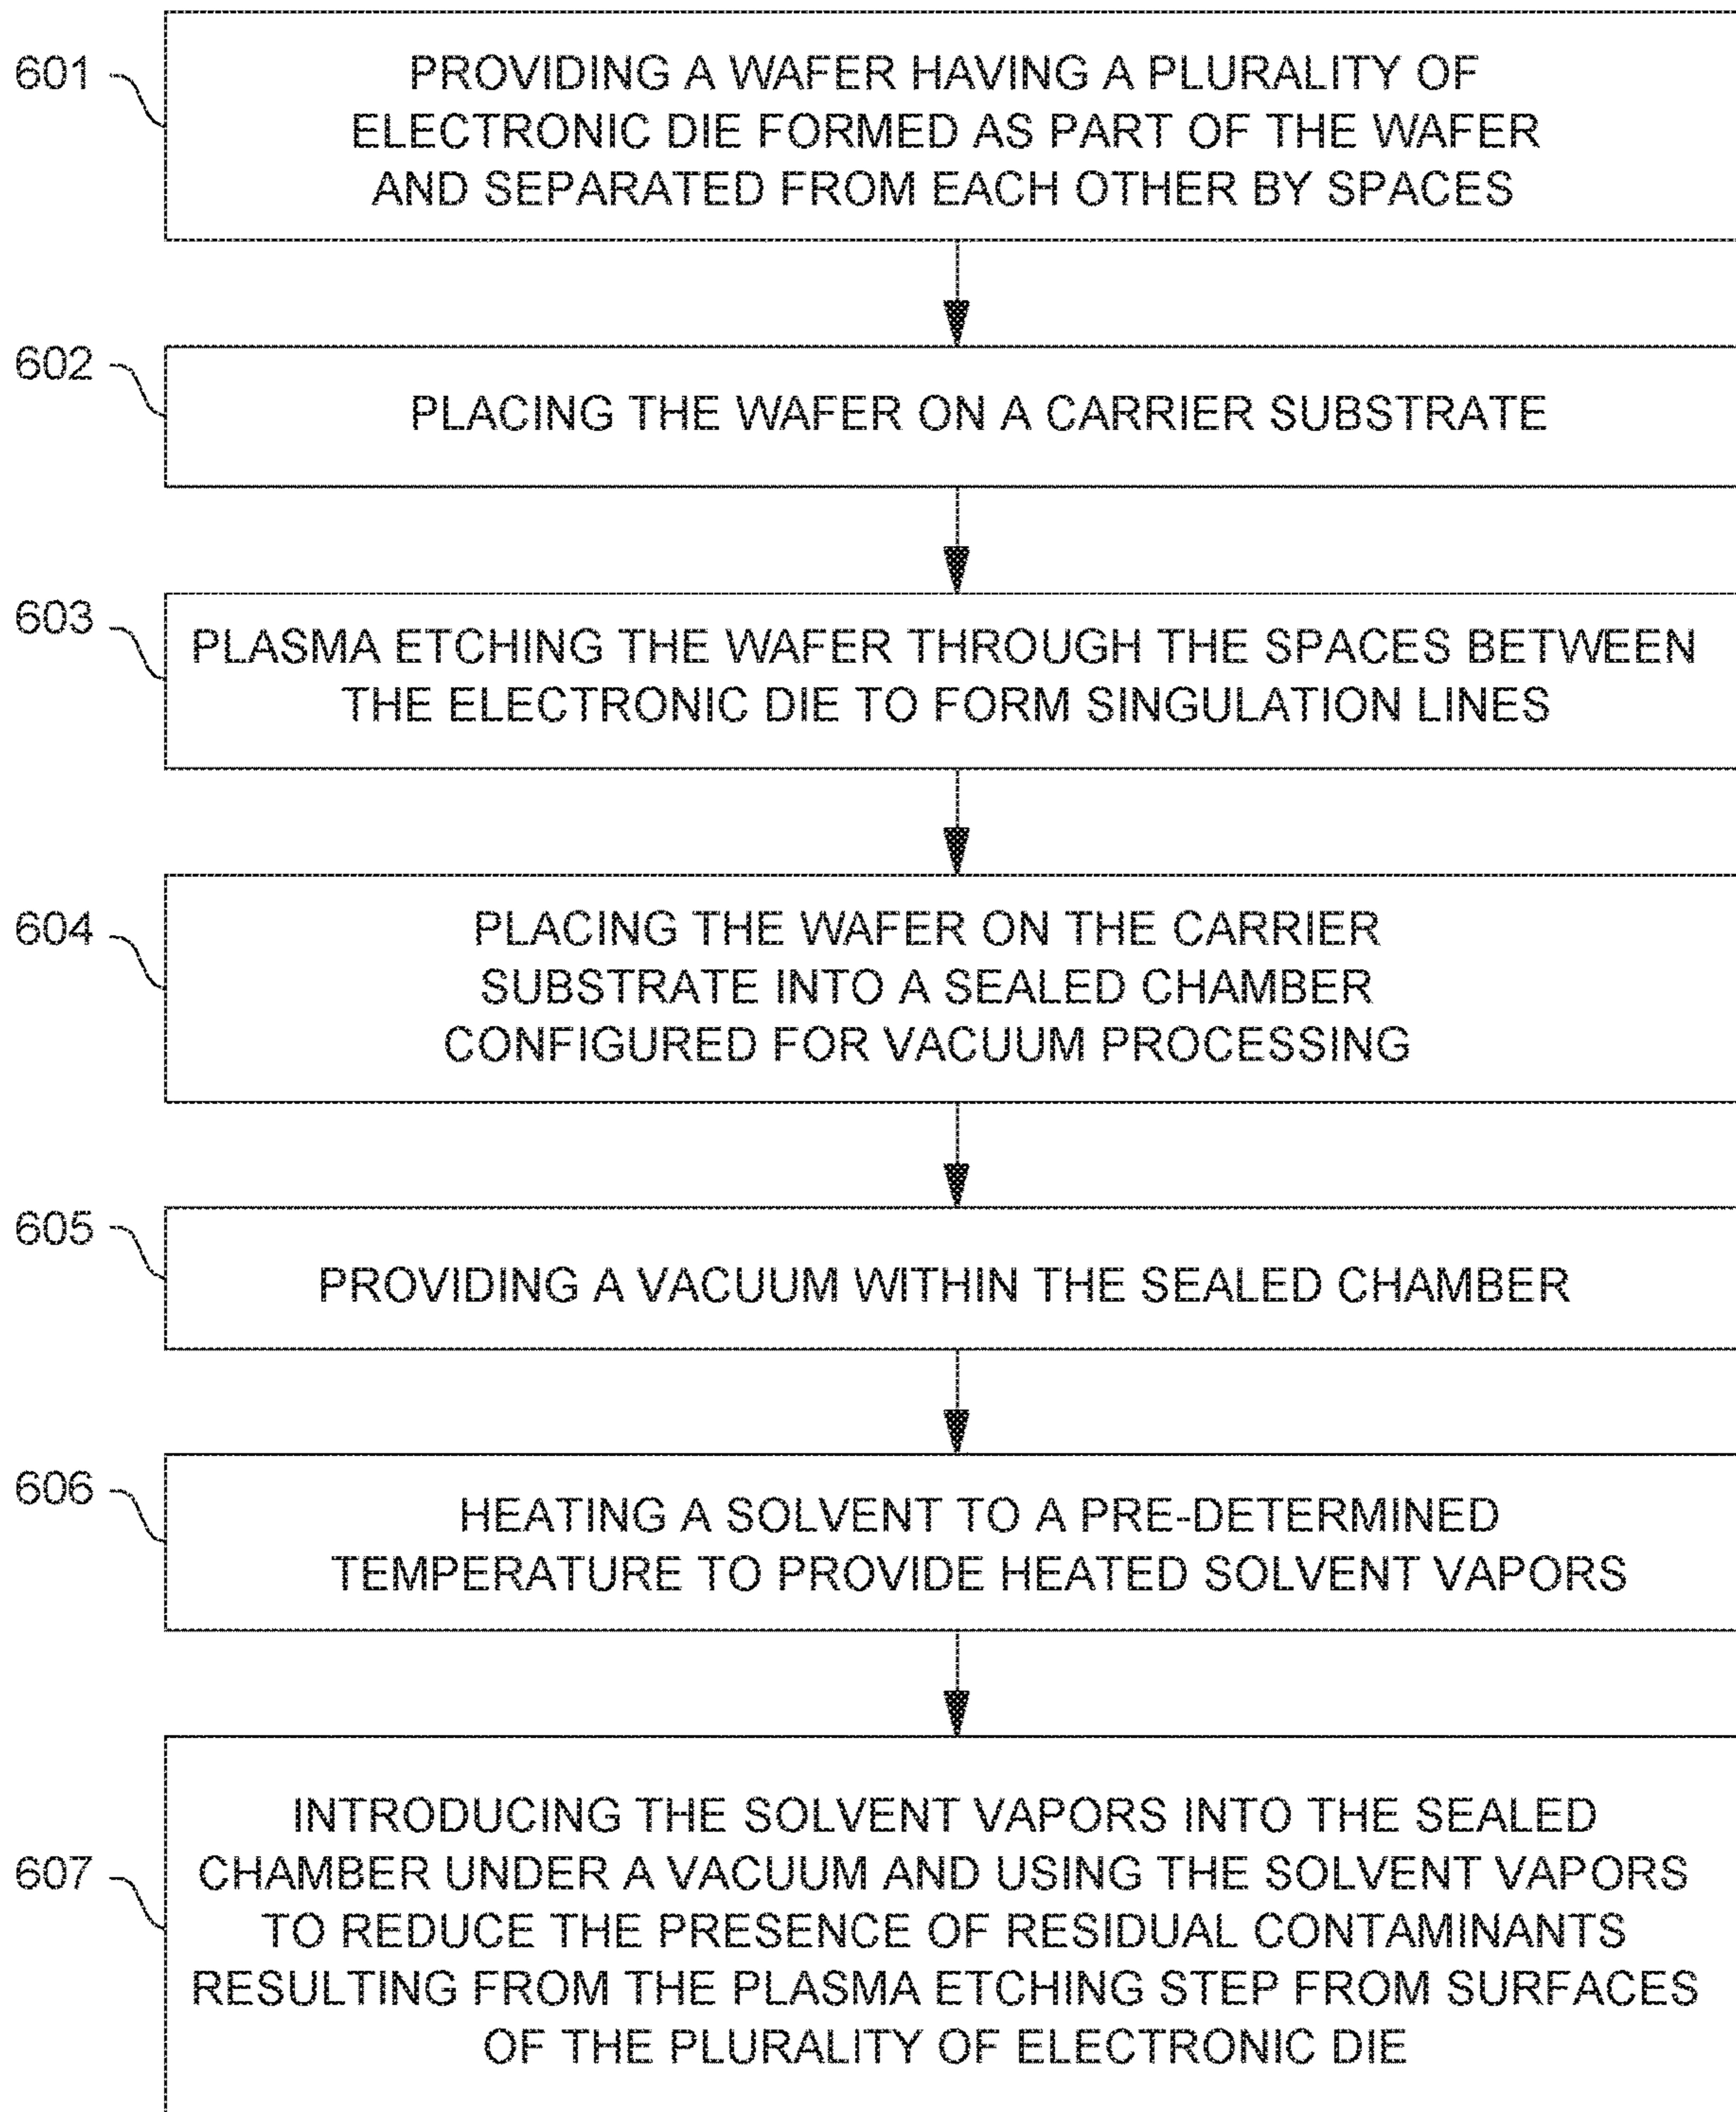 601
PROVIDING A WAFER HAVING A PLURALITY OF
ELECTRONIC DIE FORMED AS PART OF THE WAFER
AND SEPARATED FROM EACH OTHER BY SPACES
602
PLACING THE WAFER ON A CARRIER SUBSTRATE
603
PLASMA ETCHING THE WAFER THROUGH THE SPACES BETWEEN
THE ELECTRONIC DIE TO FORM SINGULATION LINES
604
PLACING THE WAFER ON THE CARRIER
SUBSTRATE INTO A SEALED CHAMBER
CONFIGURED FOR VACUUM PROCESSING
605
PROVIDING A VACUUM WITHIN THE SEALED CHAMBER
606
HEATING A SOLVENT TO A PRE-DETERMINED
TEMPERATURE TO PROVIDE HEATED SOLVENT VAPORS
607
INTRODUCING THE SOLVENT VAPORS INTO THE SEALED
CHAMBER UNDER A VACUUM AND USING THE SOLVENT VAPORS
TO REDUCE THE PRESENCE OF RESIDUAL CONTAMINANTS
RESULTING FROM THE PLASMA ETCHING STEP FROM SURFACES
OF THE PLURALITY OF ELECTRONIC DIE